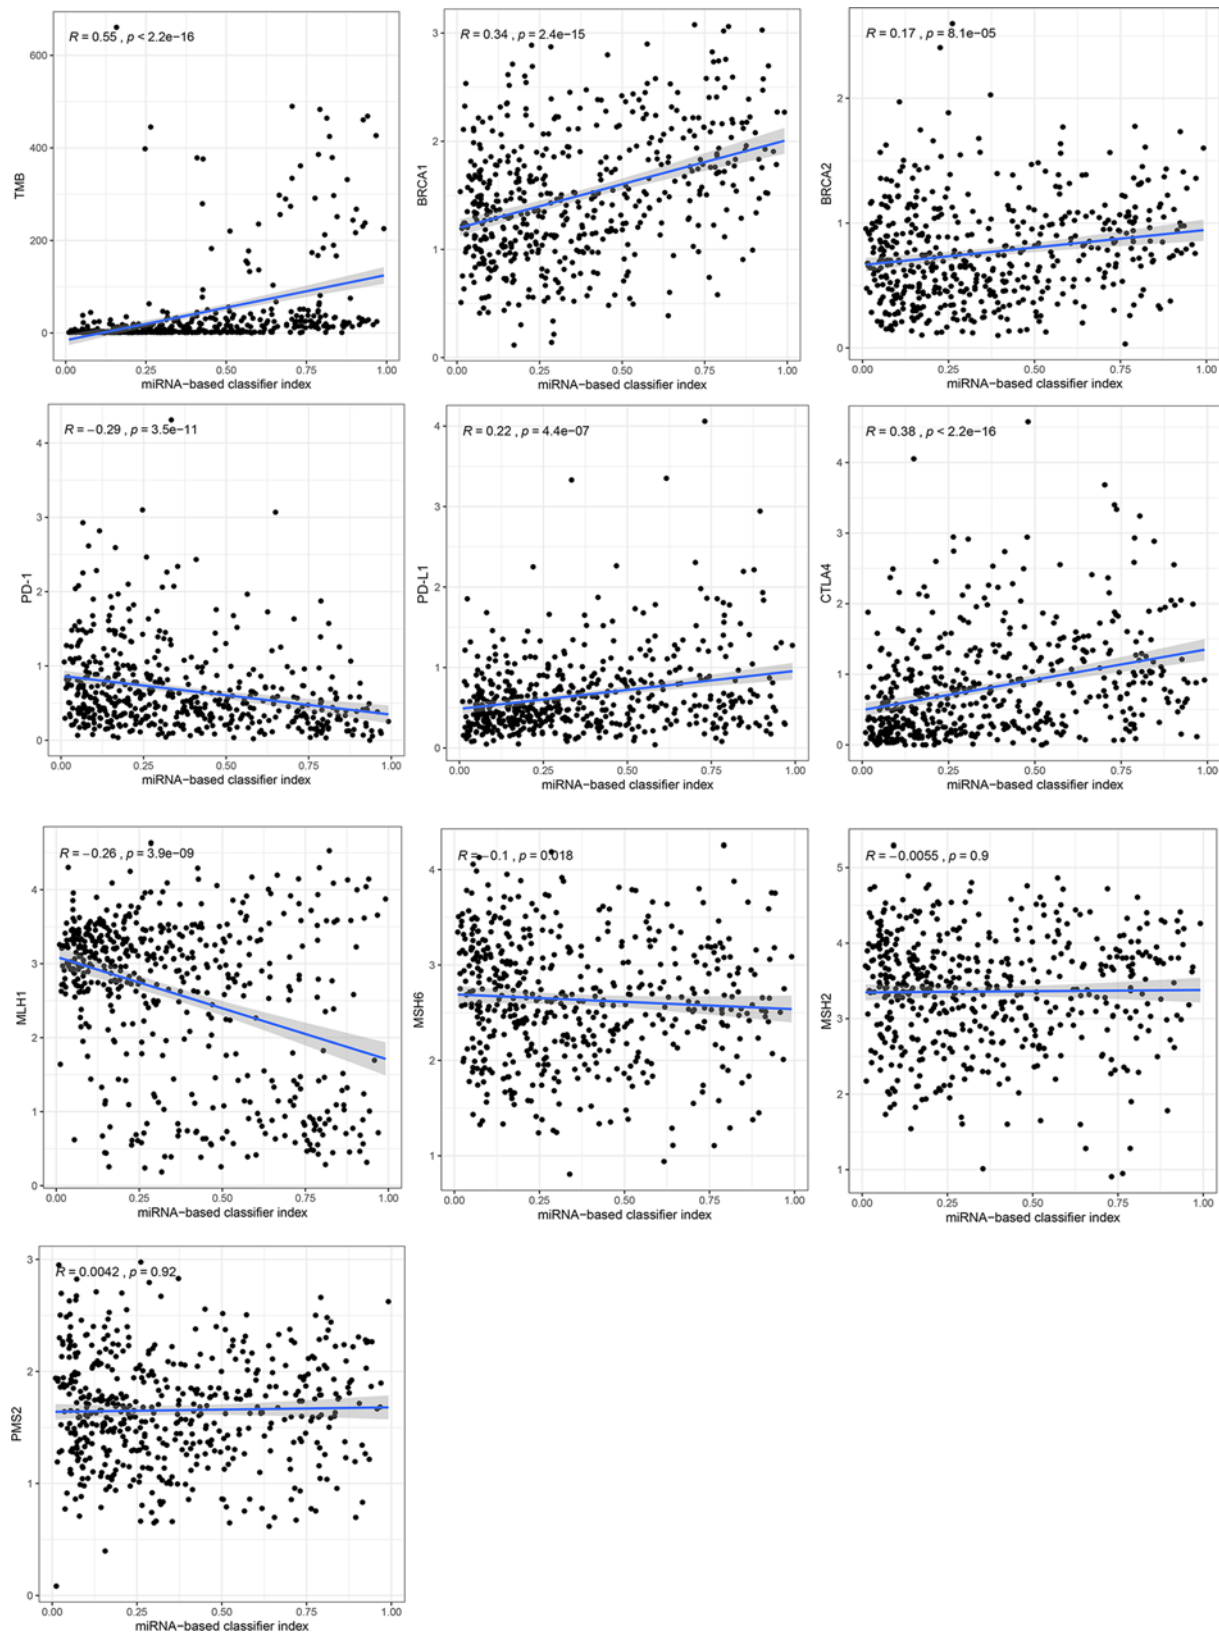 R = 0.55 , p < 2.2e−16
600
400
200
0
TMB
0.00 0.25 0.50 0.75 1.00
miRNA−based classifier index
R = 0.34 , p = 2.4e−15
3
2
1
0
BRCA1
0.00 0.25 0.50 0.75 1.00
miRNA−based classifier index
R = 0.17 , p = 8.1e−05
2
1
0
BRCA2
0.00 0.25 0.50 0.75 1.00
miRNA−based classifier index
R = −0.29 , p = 3.5e−11
4
3
2
1
0
PD-1
0.00 0.25 0.50 0.75 1.00
miRNA−based classifier index
R = 0.22 , p = 4.4e−07
4
3
2
1
0
PD-L1
0.00 0.25 0.50 0.75 1.00
miRNA−based classifier index
R = 0.38 , p < 2.2e−16
4
3
2
1
0
CTLA4
0.00 0.25 0.50 0.75 1.00
miRNA−based classifier index
R = −0.26 , p = 3.9e−09
4
3
2
1
0
MLH1
0.00 0.25 0.50 0.75 1.00
miRNA−based classifier index
R = −0.1 , p = 0.018
4
3
2
1
MSH6
0.00 0.25 0.50 0.75 1.00
miRNA−based classifier index
R = −0.0055 , p = 0.9
5
4
3
2
1
MSH2
0.00 0.25 0.50 0.75 1.00
miRNA−based classifier index
R = 0.0042 , p = 0.92
3
2
1
0
PMS2
0.00 0.25 0.50 0.75 1.00
miRNA−based classifier index